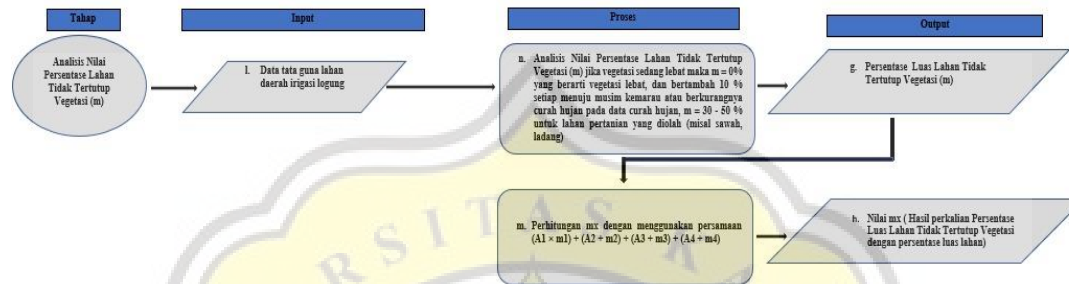 Tahap
Input
Proses
Output
Analisis Nilai
Persentase Lahan
Tidak Tertutup
Vegetasi (m)
l. Data tata guna lahan
daerah irigasi logung
n. Analisis Nilai Persentase Lahan Tidak Tertutup
Vegetasi (m) jika vegetasi sedang lebat maka m = 0%
yang berarti vegetasi lebat, dan bertambah 10 %
setiap menuju musim kemarau atau berkurangnya
curah hujan pada data curah hujan, m = 30 - 50 %
untuk lahan pertanian yang diolah (misal sawah,
ladang)
g. Persentase Luas Lahan Tidak
Tertutup Vegetasi (m)
m. Perhitungan mx dengan menggunakan persamaan
(A1 × m1) + (A2 + m2) + (A3 + m3) + (A4 + m4)
h. Nilai mx ( Hasil perkalian Persentase
Luas Lahan Tidak Tertutup Vegetasi
dengan persentase luas lahan)
R S I T A S K